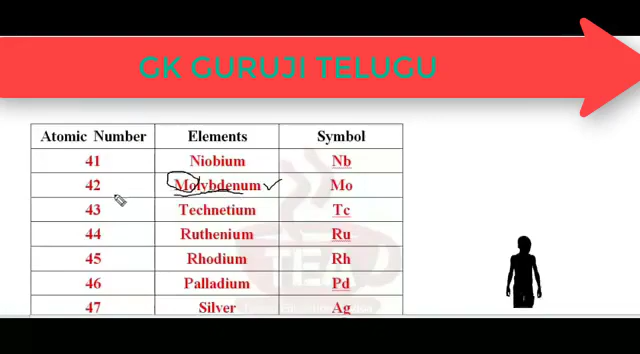 GK GURUJI TELUGU
Atomic Number Elements Symbol
41 Niobium Nb
42 Molybdenum Mo
43 Technetium Tc
44 Ruthenium Ru
45 Rhodium Rh
46 Palladium Pd
47 Silver Ag